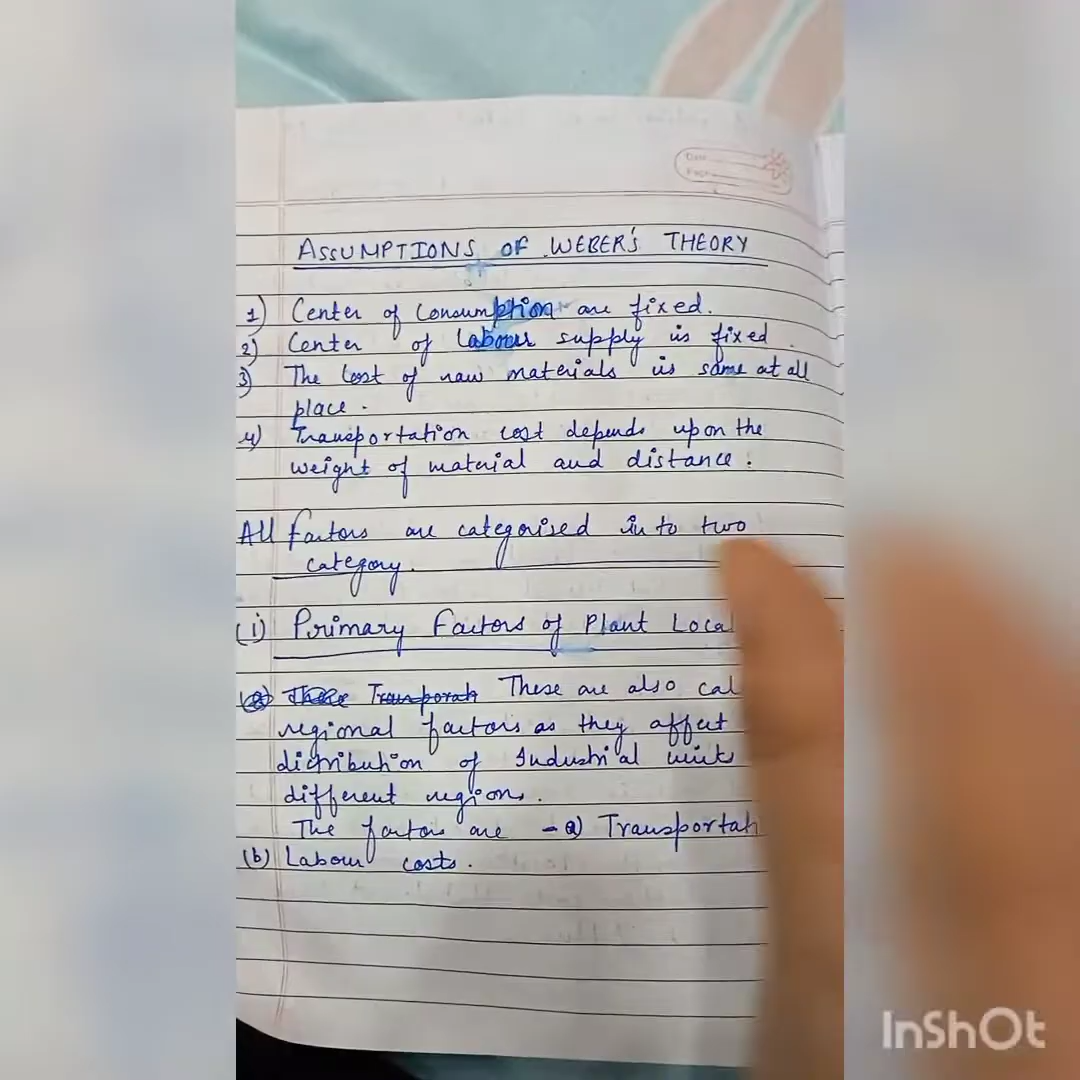 Date
Page
ASSUMPTIONS OF WEBER'S THEORY
1) Center of Consumption are fixed.
2) Center of labour supply is fixed.
3) The Cost of raw materials is same at all
place.
4) Transportation cost depends upon the
weight of material and distance.
All factors are categorised in to two
category.
(i) Primary Factors of Plant Local
These are also cal
regional factors as they affect
distribution of Industrial units
different regions.
The factors are - a) Transportati
(b) Labour costs.
InShOt